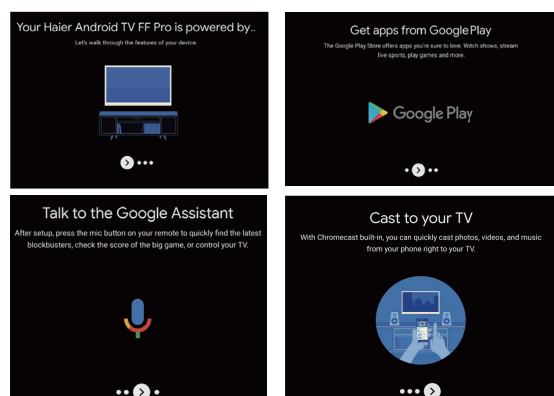 Your Haier Android TV FF Pro is powered by..
Let's walk through the features of your device.
Get apps from Google Play
The Google Play Store offers apps you're sure to love. Watch shows, stream
live sports, play games and more.
Google Play
Talk to the Google Assistant
After setup, press the mic button on your remote to quickly find the latest
blockbusters, check the score of the big game, or control your TV.
Cast to your TV
With Chromecast built-in, you can quickly cast photos, videos, and music
from your phone right to your TV.